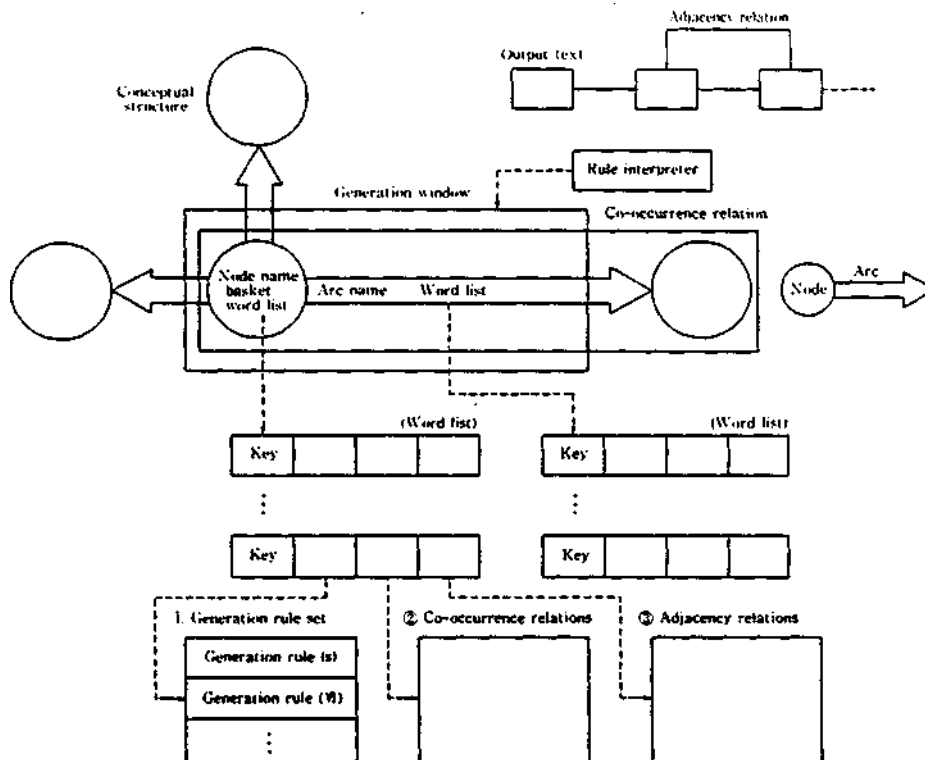 Adjacency relation
Output text
Conceptual
structure
Rule interpreter
Generation window
Co-occurrence relation
Node name
basket
word list
Arc name
Word list
Node
Arc
(Word list)
(Word list)
Key
Key
⋮
⋮
Key
Key
1. Generation rule set
② Co-occurrence relations
③ Adjacency relations
Generation rule (s)
Generation rule
⋮